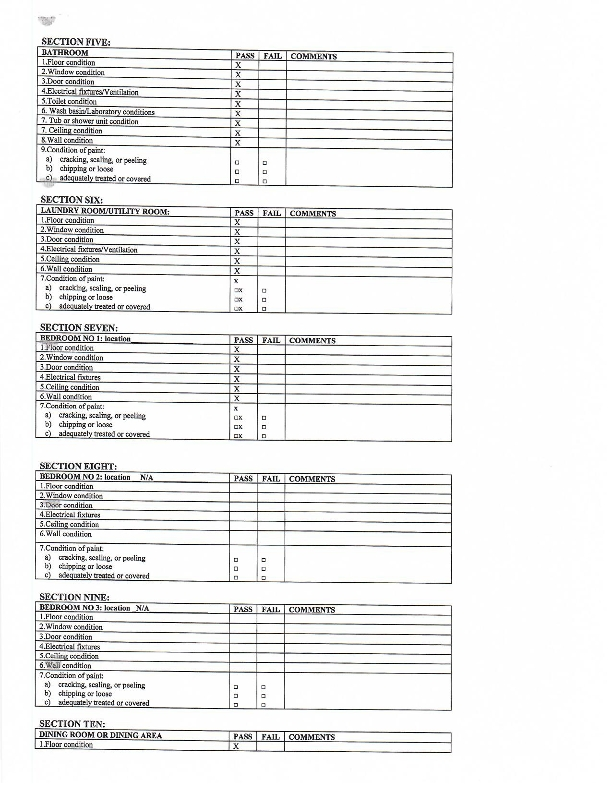 SECTION FIVE:
BATHROOM PASS FAIL COMMENTS
1.Floor condition X
2.Window condition X
3.Door condition X
4.Electrical fixtures/Ventilation X
5.Toilet condition X
6. Wash basin/Laboratory conditions X
7. Tub or shower unit condition X
7. Ceiling condition X
8.Wall condition X
9.Condition of paint:
a) cracking, scaling, or peeling □ □
b) chipping or loose □ □
c) adequately treated or covered □ □
SECTION SIX:
LAUNDRY ROOM/UTILITY ROOM: PASS FAIL COMMENTS
1.Floor condition X
2.Window condition X
3.Door condition X
4.Electrical fixtures/Ventilation X
5.Ceiling condition X
6.Wall condition X
7.Condition of paint: x
a) cracking, scaling, or peeling □x □
b) chipping or loose □x □
c) adequately treated or covered □x □
SECTION SEVEN:
BEDROOM NO 1: location PASS FAIL COMMENTS
1.Floor condition X
2.Window condition X
3.Door condition X
4.Electrical fixtures X
5.Ceiling condition X
6.Wall condition X
7.Condition of paint: x
a) cracking, scaling, or peeling □x □
b) chipping or loose □x □
c) adequately treated or covered □x □
SECTION EIGHT:
BEDROOM NO 2: location N/A PASS FAIL COMMENTS
1.Floor condition
2.Window condition
3.Door condition
4.Electrical fixtures
5.Ceiling condition
6.Wall condition
7.Condition of paint:
a) cracking, scaling, or peeling □ □
b) chipping or loose □ □
c) adequately treated or covered □ □
SECTION NINE:
BEDROOM NO 3: location N/A PASS FAIL COMMENTS
1.Floor condition
2.Window condition
3.Door condition
4.Electrical fixtures
5.Ceiling condition
6.Wall condition
7.Condition of paint:
a) cracking, scaling, or peeling □ □
b) chipping or loose □ □
c) adequately treated or covered □ □
SECTION TEN:
DINING ROOM OR DINING AREA PASS FAIL COMMENTS
1.Floor condition X